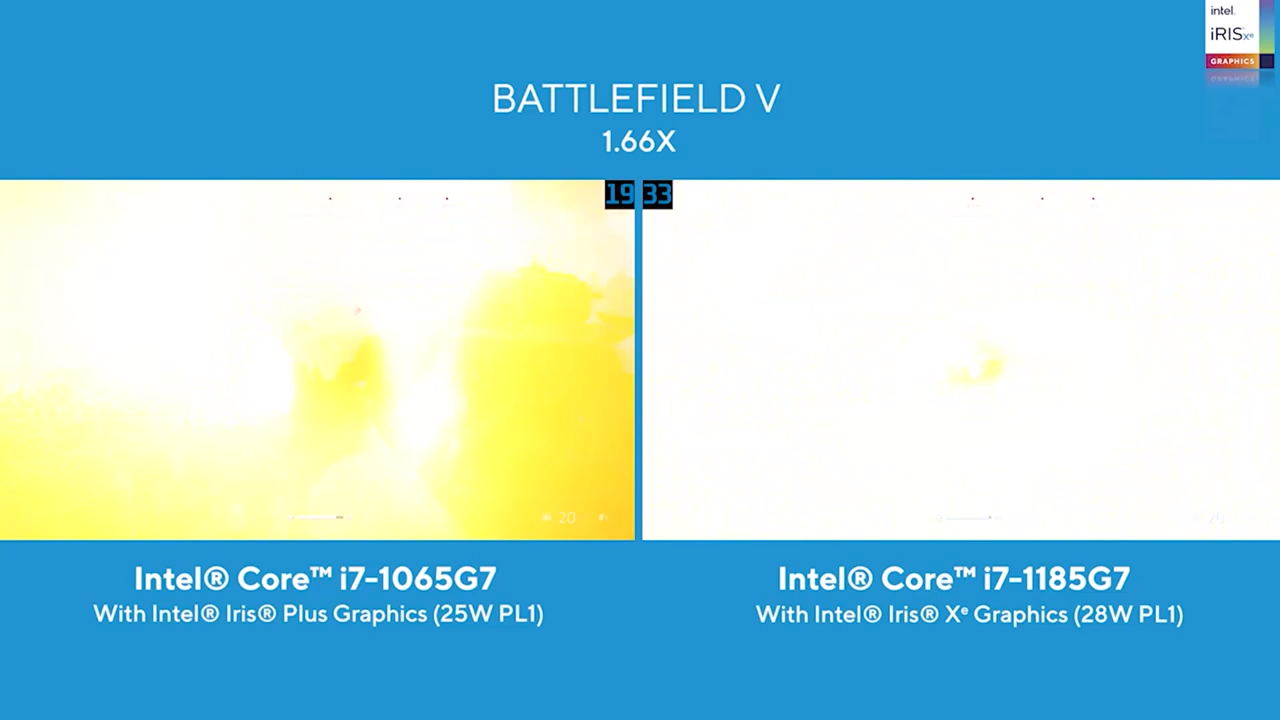 intel.
iRISxe
GRAPHICS
BATTLEFIELD V
1.66X
19 33
20
Intel® Core™ i7-1065G7
With Intel® Iris® Plus Graphics (25W PL1)
Intel® Core™ i7-1185G7
With Intel® Iris® Xᵉ Graphics (28W PL1)